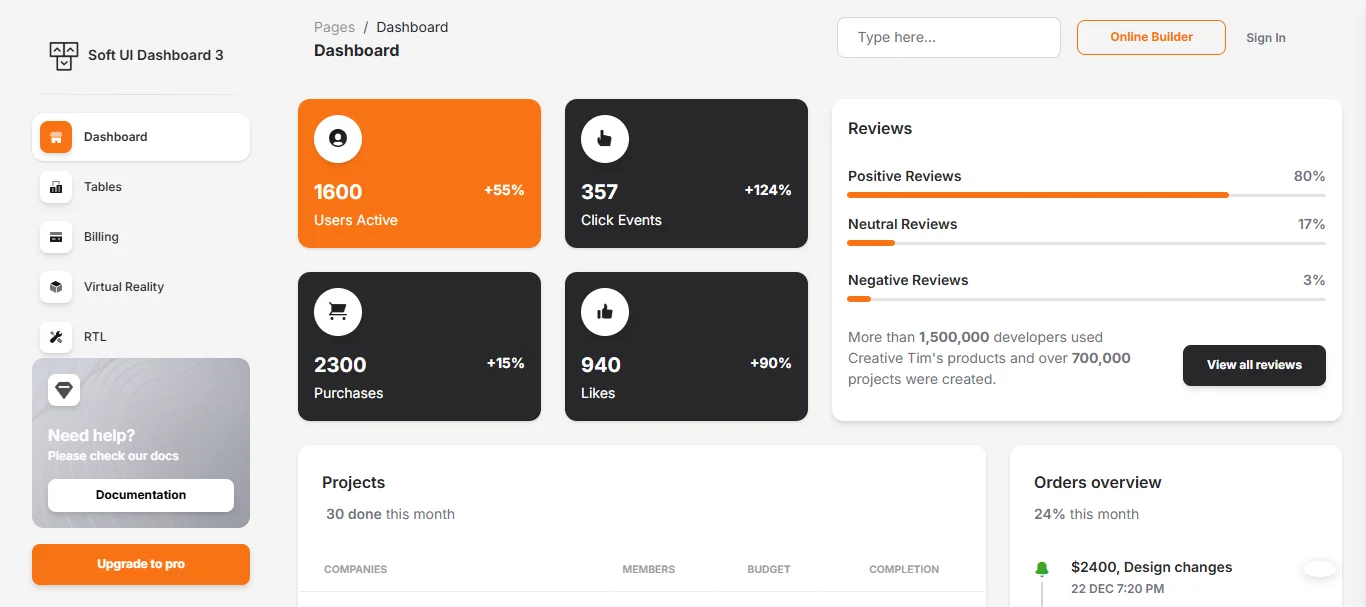 Soft UI Dashboard 3
Dashboard
Tables
Billing
Virtual Reality
RTL
Need help?
Please check our docs
Documentation
Upgrade to pro
Pages / Dashboard
Dashboard
Type here...
Online Builder
Sign In
1600
+55%
Users Active
357
+124%
Click Events
2300
+15%
Purchases
940
+90%
Likes
Reviews
Positive Reviews 80%
Neutral Reviews 17%
Negative Reviews 3%
More than 1,500,000 developers used
Creative Tim's products and over 700,000
projects were created.
View all reviews
Projects
30 done this month
COMPANIES MEMBERS BUDGET COMPLETION
Orders overview
24% this month
$2400, Design changes
22 DEC 7:20 PM